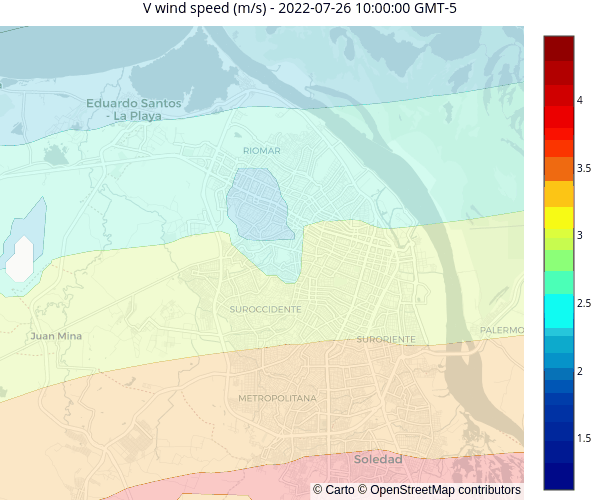 V wind speed (m/s) - 2022-07-26 10:00:00 GMT-5
Eduardo Santos
- La Playa
RIOMAR
SUROCCIDENTE
Juan Mina
SURORIENTE
PALERMO
METROPOLITANA
Soledad
© Carto © OpenStreetMap contributors
4
3.5
3
2.5
2
1.5